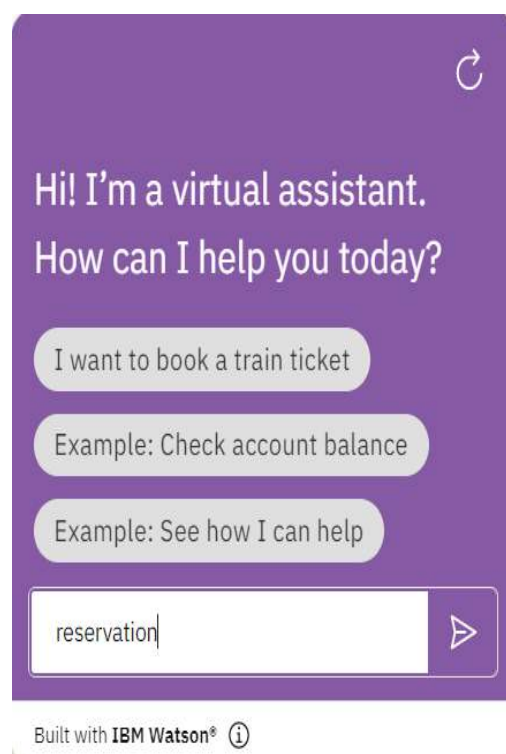 Hi! I’m a virtual assistant.
How can I help you today?
I want to book a train ticket
Example: Check account balance
Example: See how I can help
reservation
Built with IBM Watson®